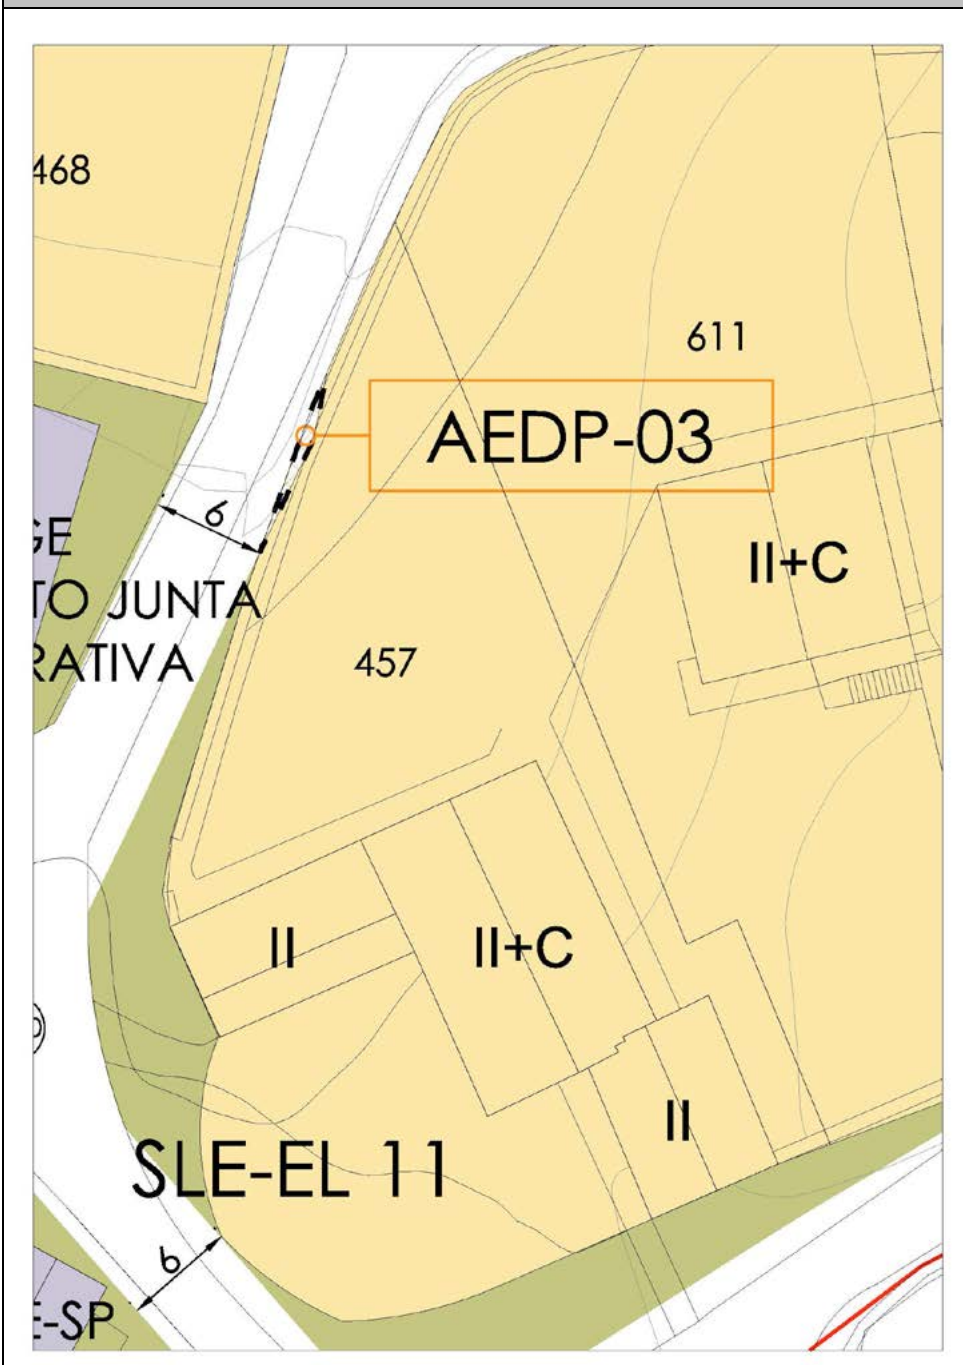 468
611
AEDP-03
6
GE
II+C
TO JUNTA
RATIVA
457
II
II+C
II
SLE-EL 11
6
E-SP